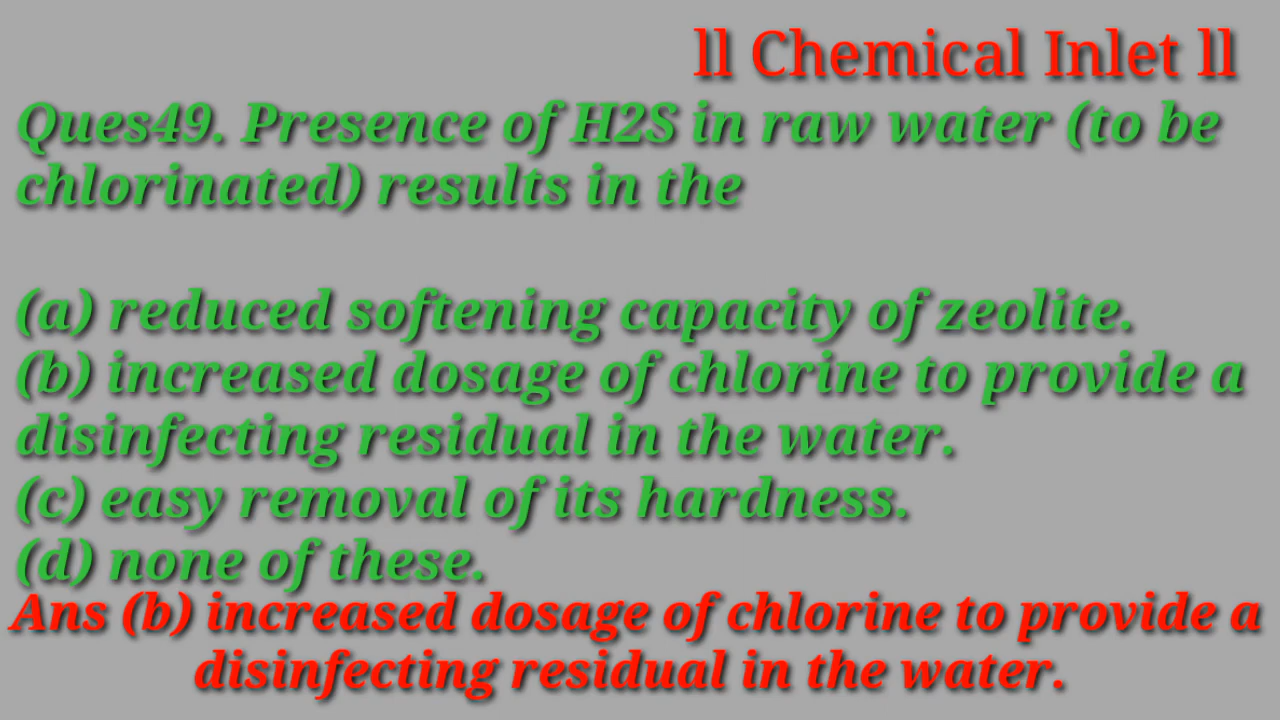 ll Chemical Inlet ll
Ques49. Presence of H2S in raw water (to be
chlorinated) results in the
(a) reduced softening capacity of zeolite.
(b) increased dosage of chlorine to provide a
disinfecting residual in the water.
(c) easy removal of its hardness.
(d) none of these.
Ans (b) increased dosage of chlorine to provide a
disinfecting residual in the water.